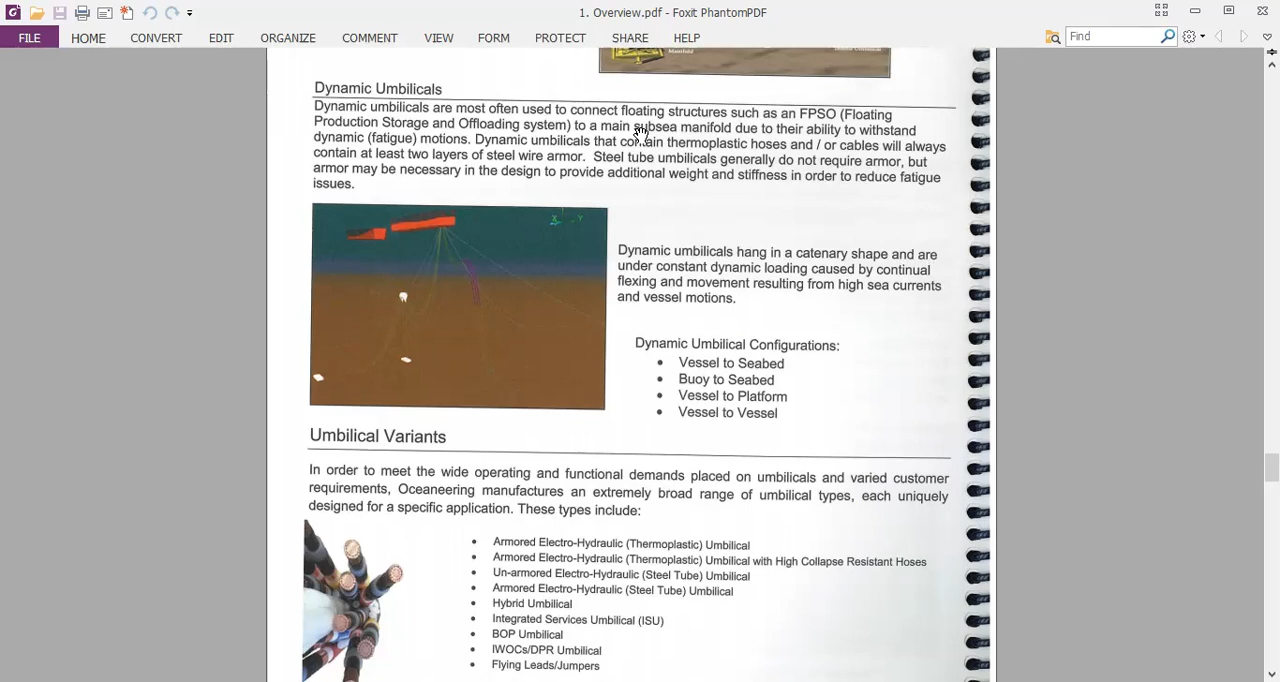 1. Overview.pdf - Foxit PhantomPDF
FILE HOME CONVERT EDIT ORGANIZE COMMENT VIEW FORM PROTECT SHARE HELP Find
Manifold
Dynamic Umbilicals
Dynamic umbilicals are most often used to connect floating structures such as an FPSO (Floating
Production Storage and Offloading system) to a main subsea manifold due to their ability to withstand
dynamic (fatigue) motions. Dynamic umbilicals that contain thermoplastic hoses and / or cables will always
contain at least two layers of steel wire armor. Steel tube umbilicals generally do not require armor, but
armor may be necessary in the design to provide additional weight and stiffness in order to reduce fatigue
issues.
X Y
Dynamic umbilicals hang in a catenary shape and are
under constant dynamic loading caused by continual
flexing and movement resulting from high sea currents
and vessel motions.
Dynamic Umbilical Configurations:
• Vessel to Seabed
• Buoy to Seabed
• Vessel to Platform
• Vessel to Vessel
Umbilical Variants
In order to meet the wide operating and functional demands placed on umbilicals and varied customer
requirements, Oceaneering manufactures an extremely broad range of umbilical types, each uniquely
designed for a specific application. These types include:
• Armored Electro-Hydraulic (Thermoplastic) Umbilical
• Armored Electro-Hydraulic (Thermoplastic) Umbilical with High Collapse Resistant Hoses
• Un-armored Electro-Hydraulic (Steel Tube) Umbilical
• Armored Electro-Hydraulic (Steel Tube) Umbilical
• Hybrid Umbilical
• Integrated Services Umbilical (ISU)
• BOP Umbilical
• IWOCs/DPR Umbilical
• Flying Leads/Jumpers